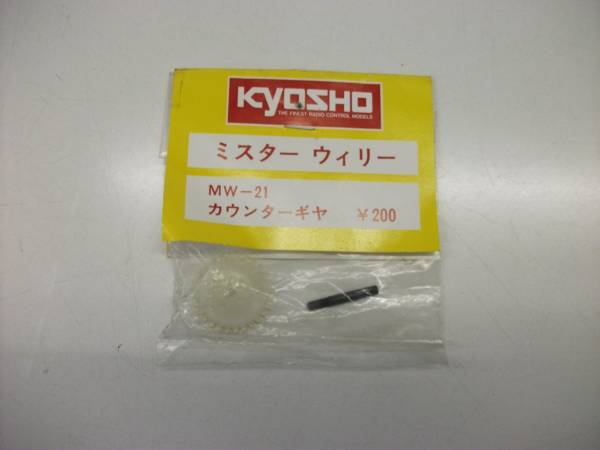 KYOSHO
THE FINEST RADIO CONTROL MODELS
ミスター ウィリー
MW-21
カウンターギヤ ¥200